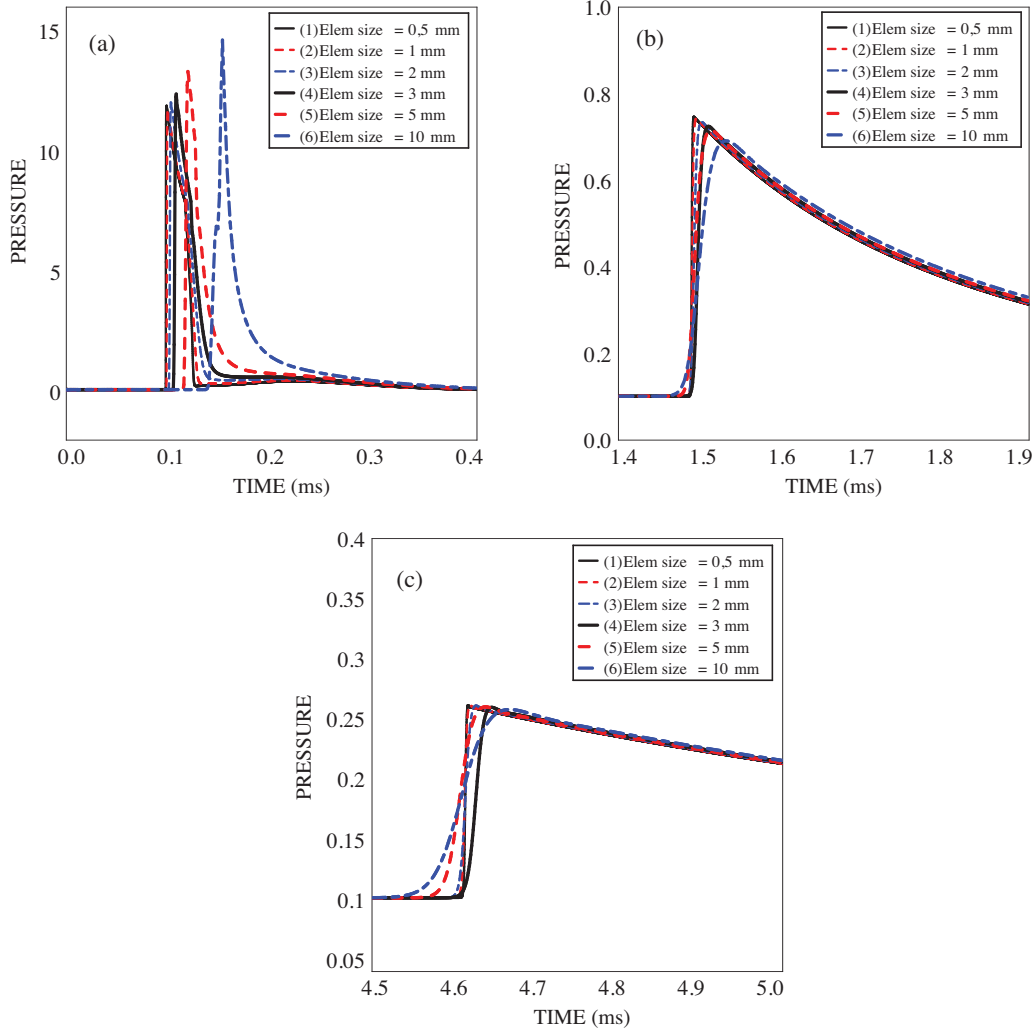 (a)
(1)Elem size = 0,5 mm
(2)Elem size = 1 mm
(3)Elem size = 2 mm
(4)Elem size = 3 mm
(5)Elem size = 5 mm
(6)Elem size = 10 mm
15
10
5
0
PRESSURE
0.0 0.1 0.2 0.3 0.4
TIME (ms)
(b)
(1)Elem size = 0,5 mm
(2)Elem size = 1 mm
(3)Elem size = 2 mm
(4)Elem size = 3 mm
(5)Elem size = 5 mm
(6)Elem size = 10 mm
1.0
0.8
0.6
0.4
0.2
0.0
PRESSURE
1.4 1.5 1.6 1.7 1.8 1.9
TIME (ms)
(c)
(1)Elem size = 0,5 mm
(2)Elem size = 1 mm
(3)Elem size = 2 mm
(4)Elem size = 3 mm
(5)Elem size = 5 mm
(6)Elem size = 10 mm
0.4
0.35
0.3
0.25
0.2
0.15
0.1
0.05
PRESSURE
4.5 4.6 4.7 4.8 4.9 5.0
TIME (ms)